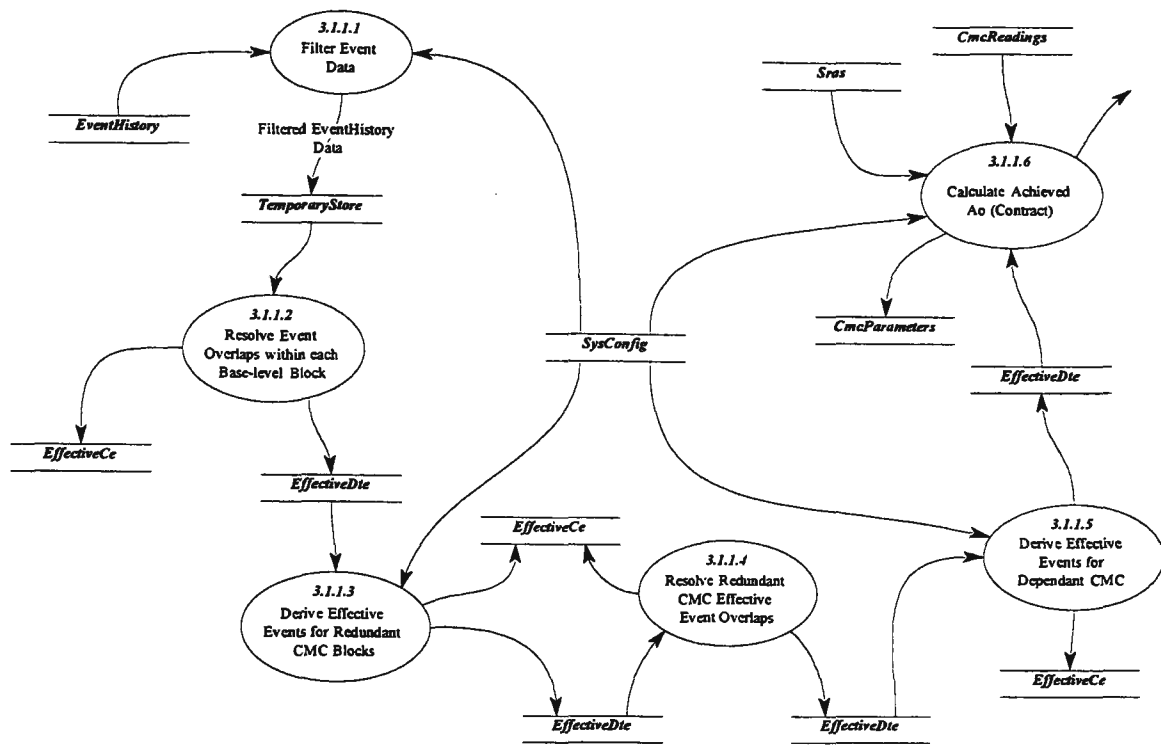 3.1.1.1
Filter Event
Data
EventHistory
Filtered EventHistory
Data
TemporaryStore
3.1.1.2
Resolve Event
Overlaps within each
Base-level Block
EffectiveCe
EffectiveDte
3.1.1.3
Derive Effective
Events for Redundant
CMC Blocks
EffectiveCe
EffectiveDte
3.1.1.4
Resolve Redundant
CMC Effective
Event Overlaps
EffectiveDte
SysConfig
Sras
CmcReadings
3.1.1.6
Calculate Achieved
Ao (Contract)
CmcParameters
EffectiveDte
3.1.1.5
Derive Effective
Events for
Dependant CMC
EffectiveCe